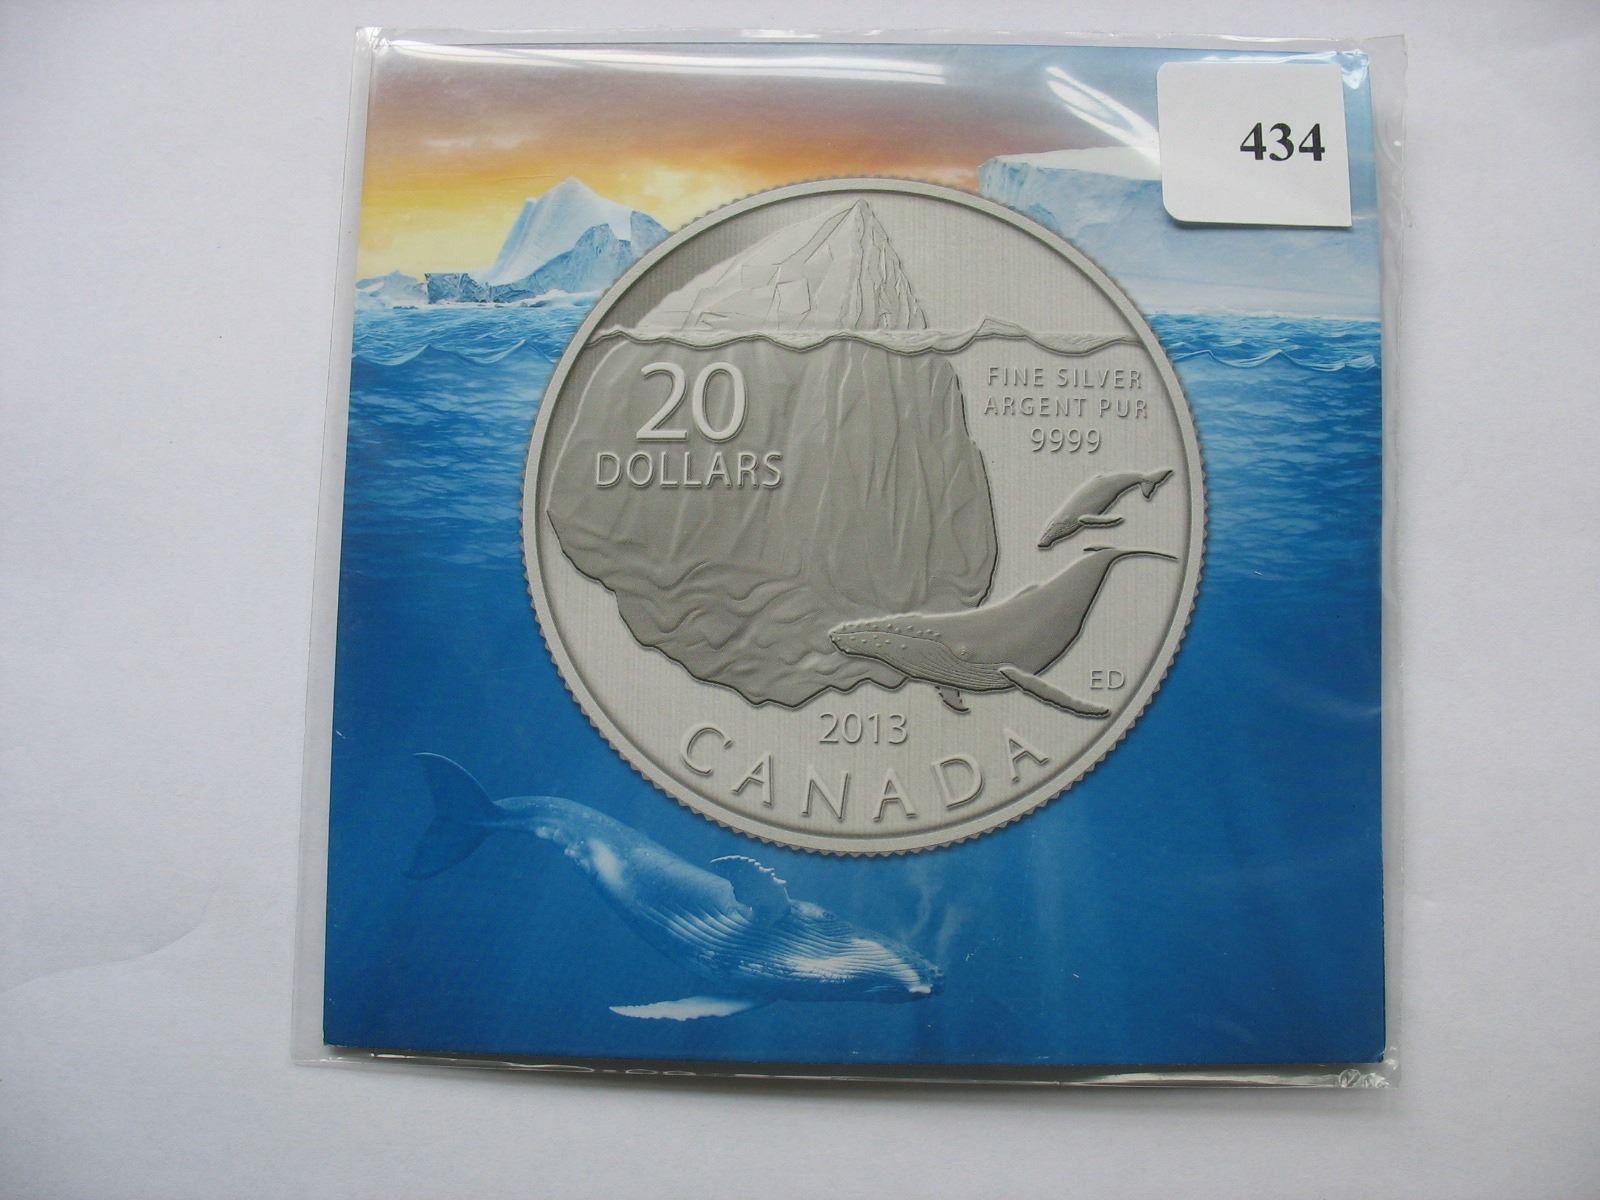 434
20
DOLLARS
FINE SILVER
ARGENT PUR
9999
ED
2013
CANADA